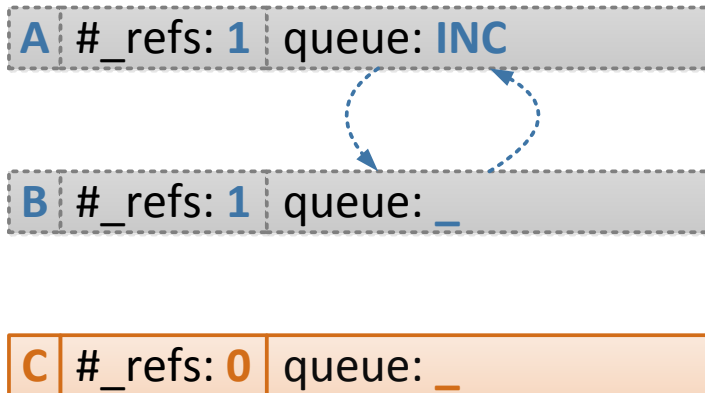 A #_refs: 1 queue: INC
B #_refs: 1 queue: _
C #_refs: 0 queue: _